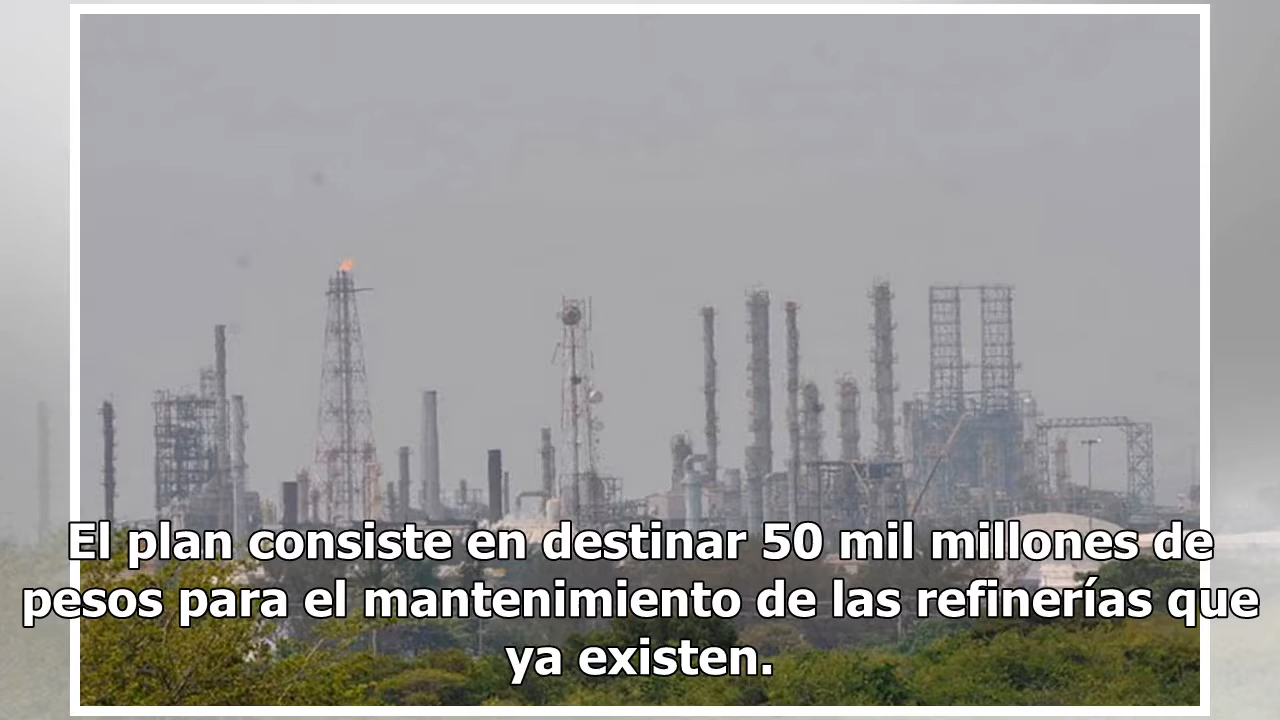 El plan consiste en destinar 50 mil millones de
pesos para el mantenimiento de las refinerías que
ya existen.